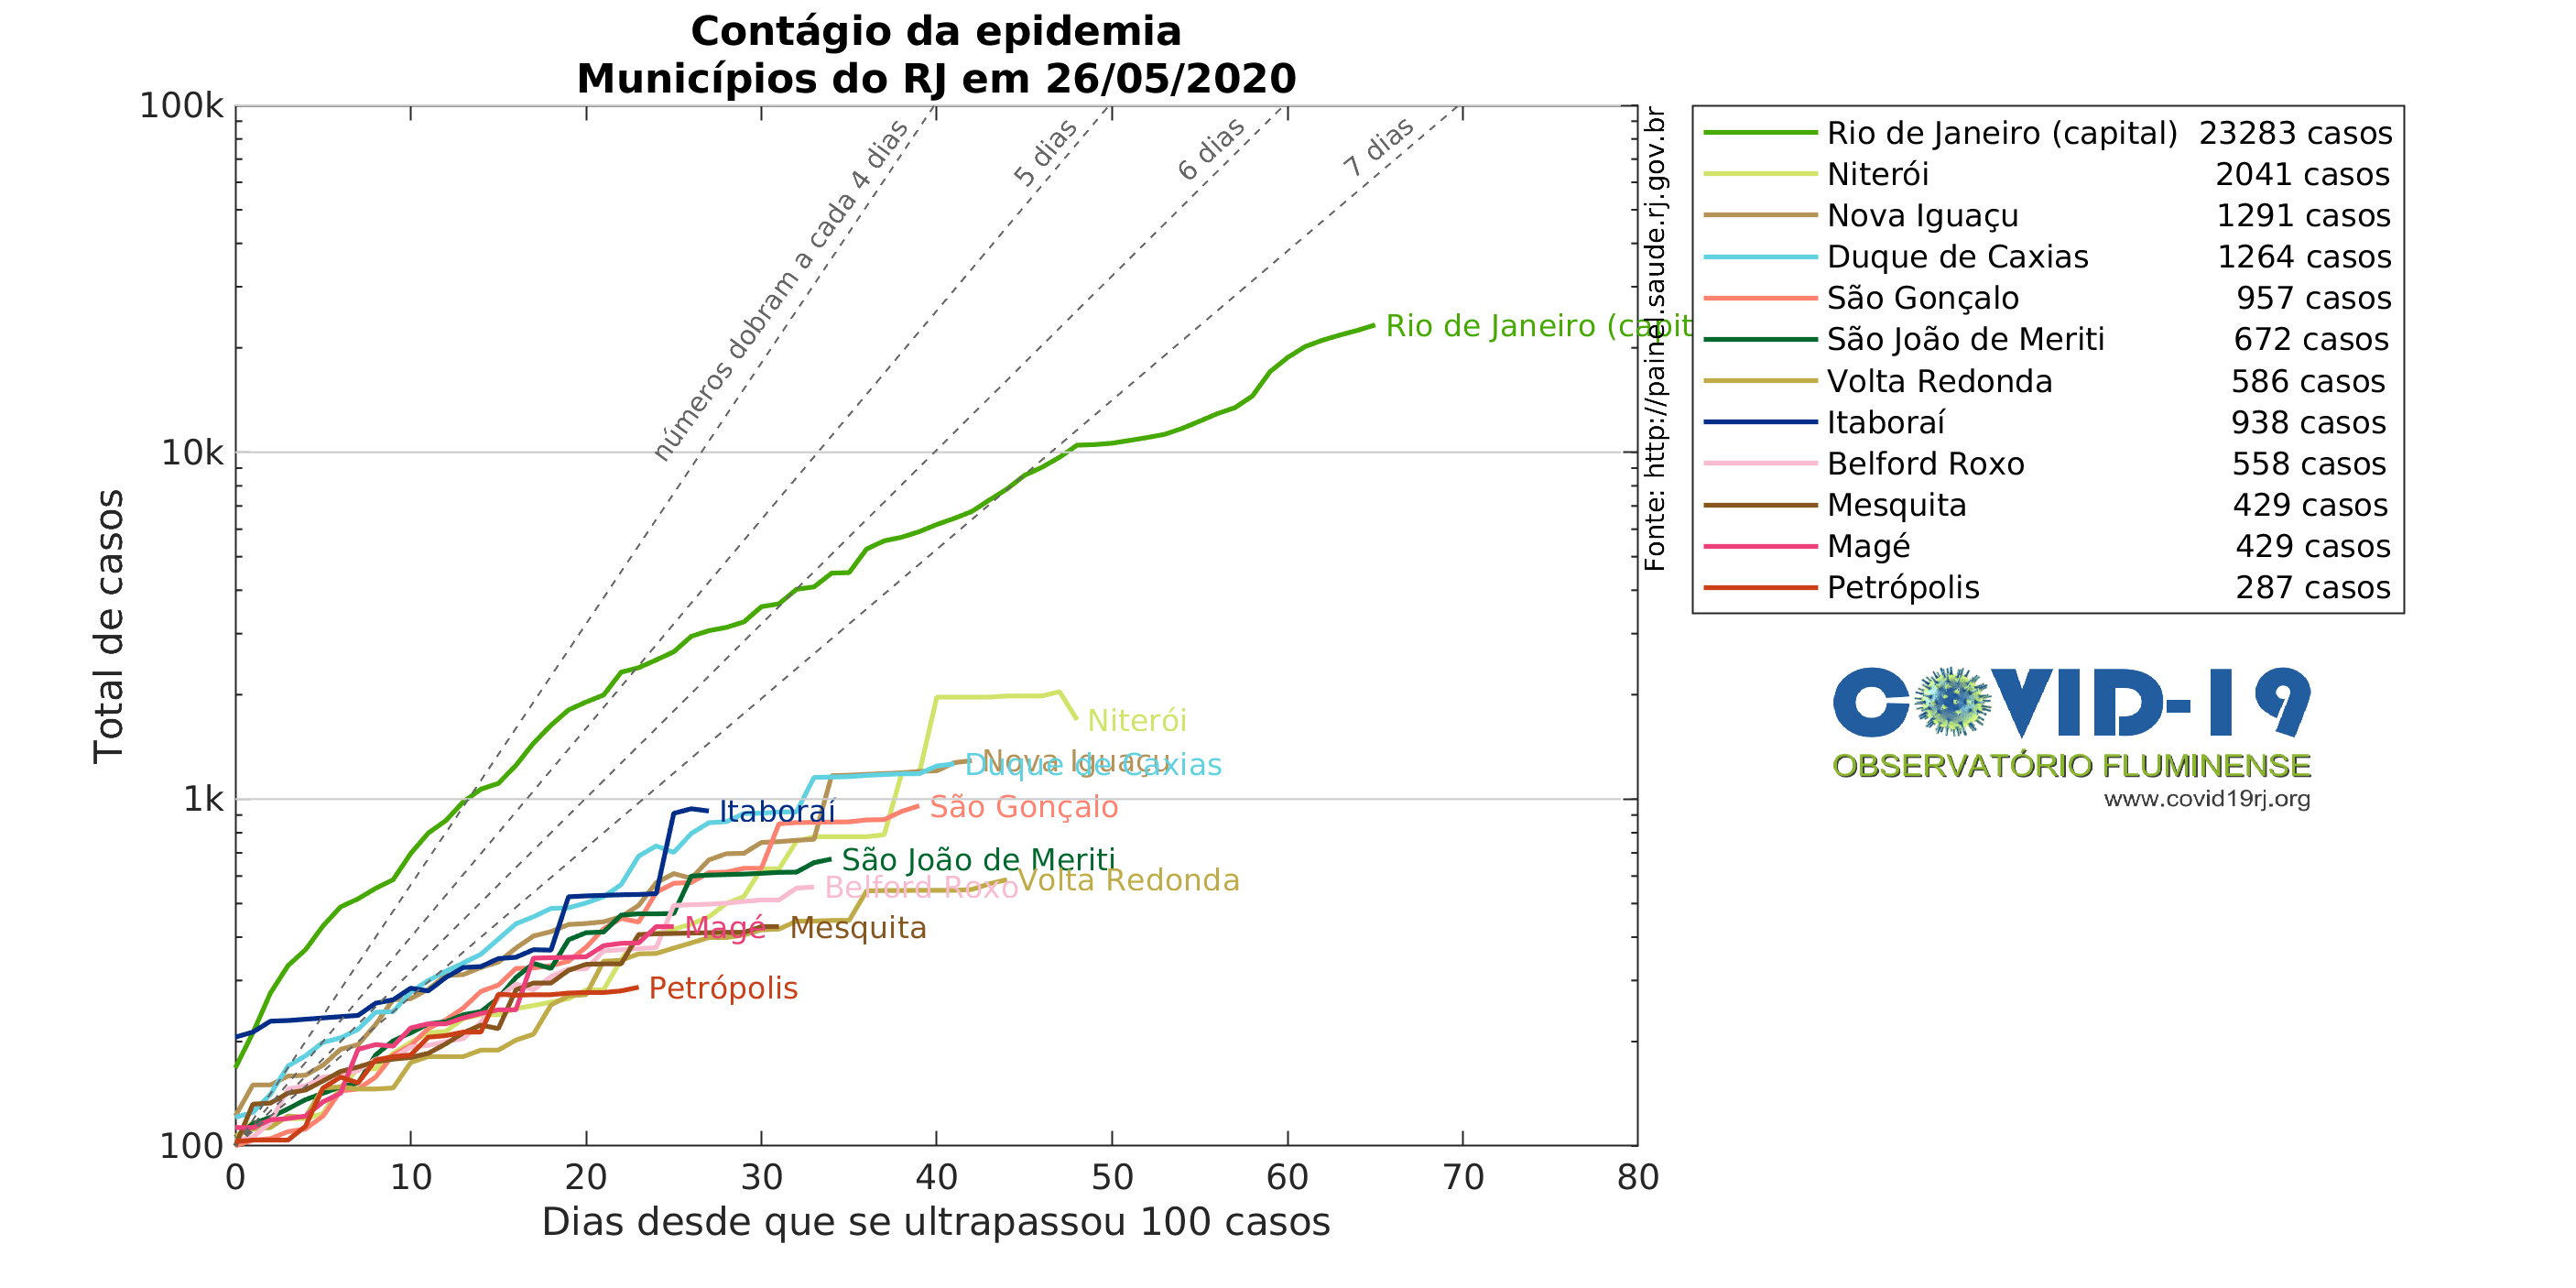 Contágio da epidemia
Municípios do RJ em 26/05/2020
Total de casos
100k
10k
1k
100
0 10 20 30 40 50 60 70 80
Dias desde que se ultrapassou 100 casos
números dobram a cada 4 dias
5 dias
6 dias
7 dias
Rio de Janeiro (capit
Niterói
Nova Iguaçu
Duque de Caxias
São Gonçalo
Itaboraí
São João de Meriti
Belford Roxo
Volta Redonda
Magé
Mesquita
Petrópolis
Fonte: http://painel.saude.rj.gov.br
Rio de Janeiro (capital) 23283 casos
Niterói 2041 casos
Nova Iguaçu 1291 casos
Duque de Caxias 1264 casos
São Gonçalo 957 casos
São João de Meriti 672 casos
Volta Redonda 586 casos
Itaboraí 938 casos
Belford Roxo 558 casos
Mesquita 429 casos
Magé 429 casos
Petrópolis 287 casos
COVID-19
OBSERVATÓRIO FLUMINENSE
www.covid19rj.org